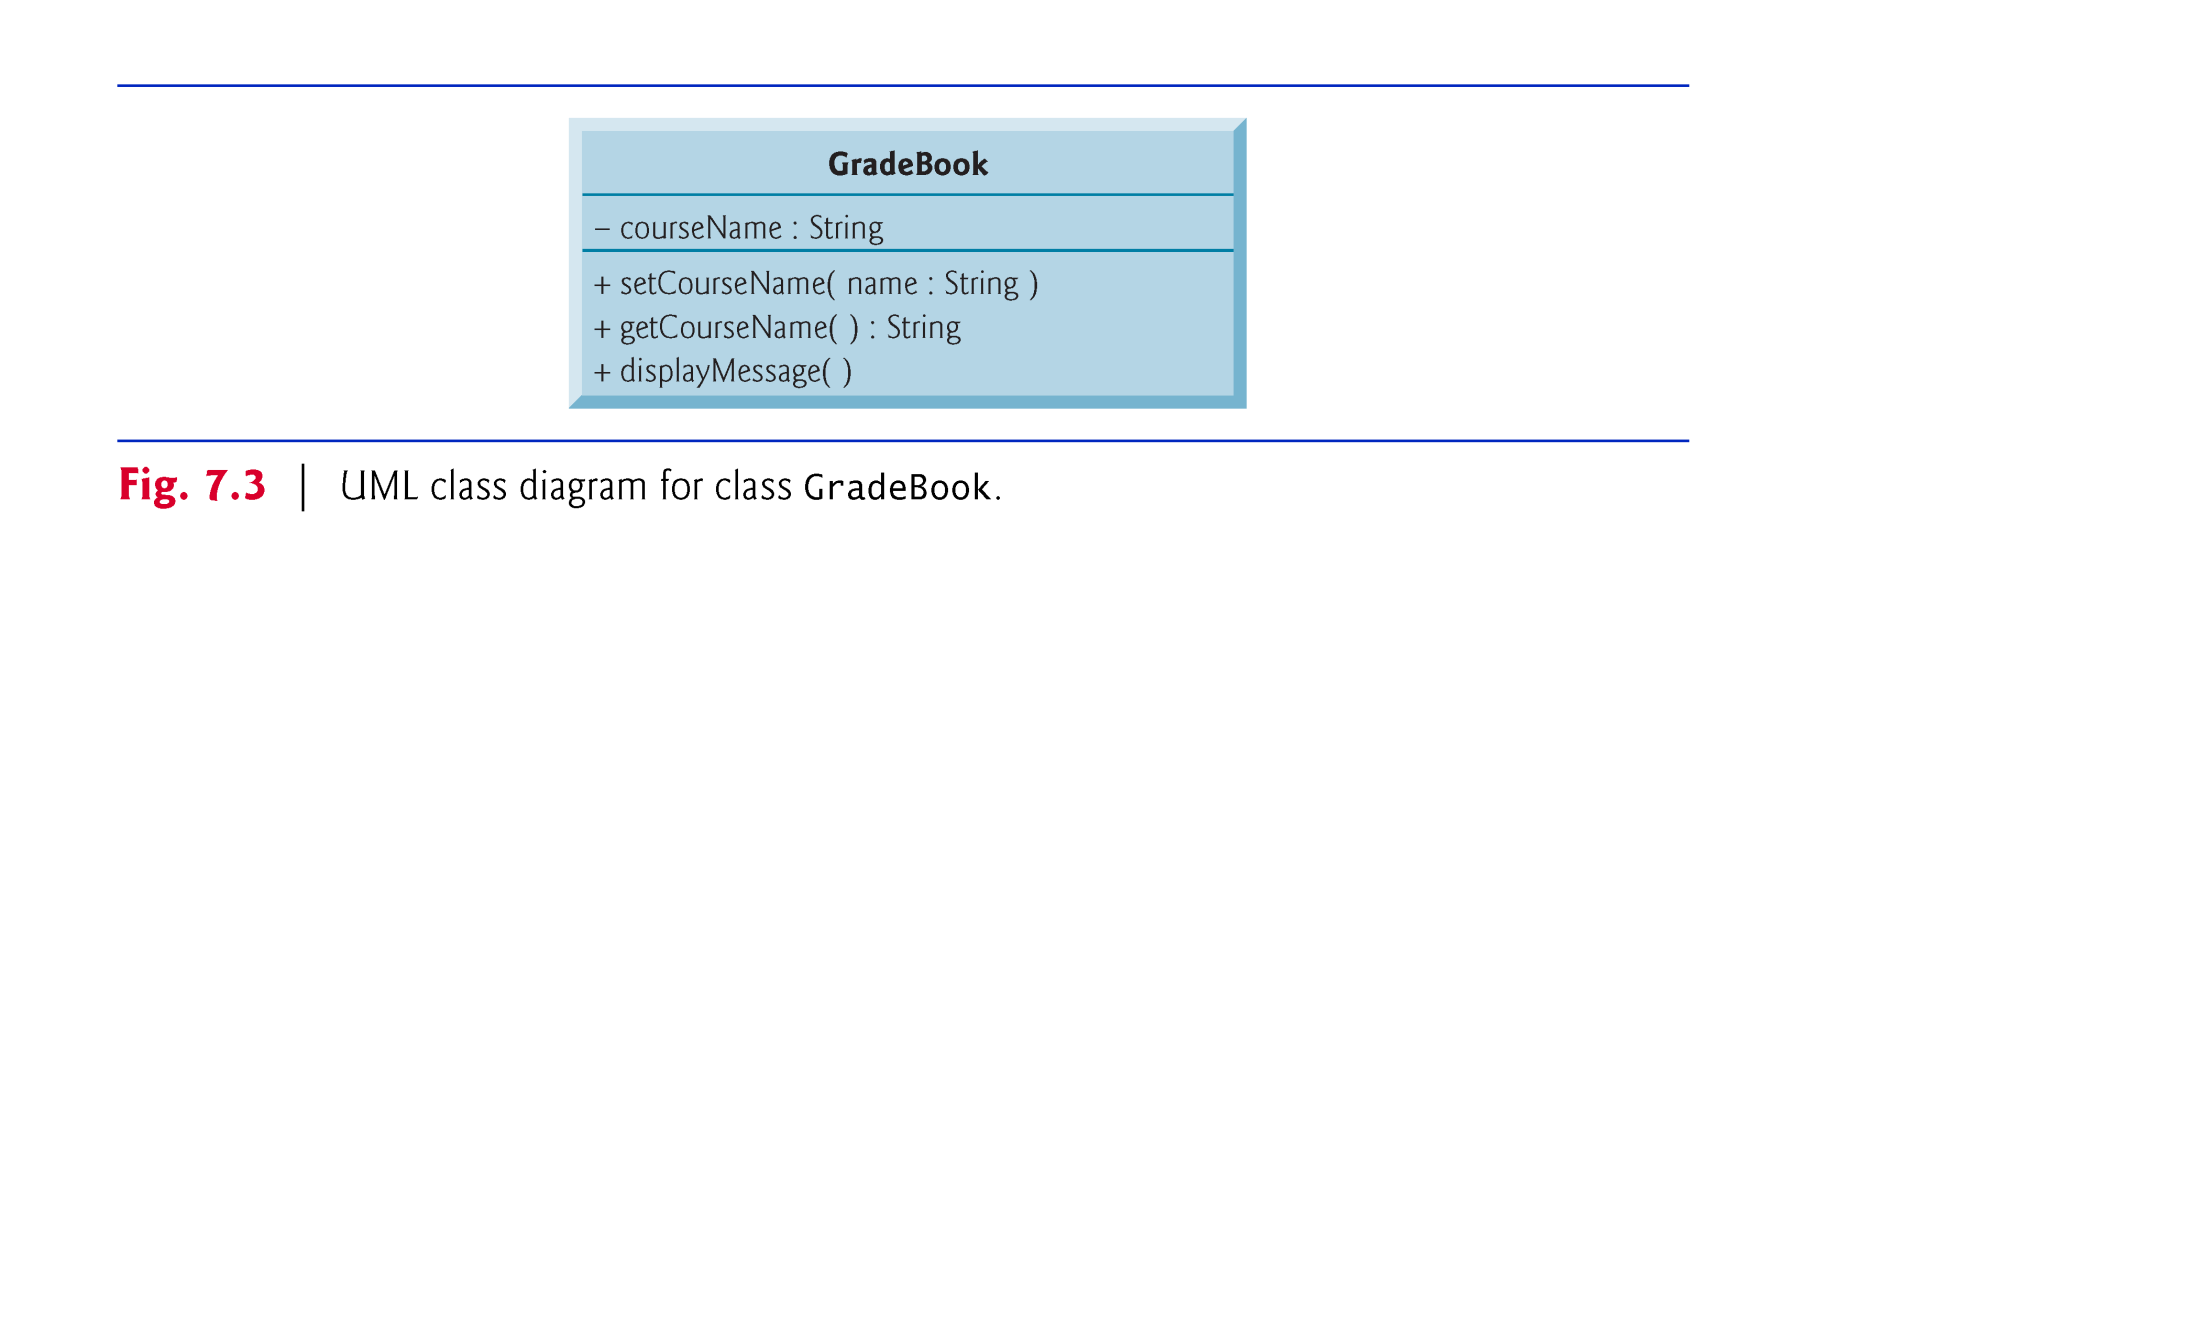 GradeBook
– courseName : String
+ setCourseName( name : String )
+ getCourseName( ) : String
+ displayMessage( )
Fig. 7.3 | UML class diagram for class GradeBook.